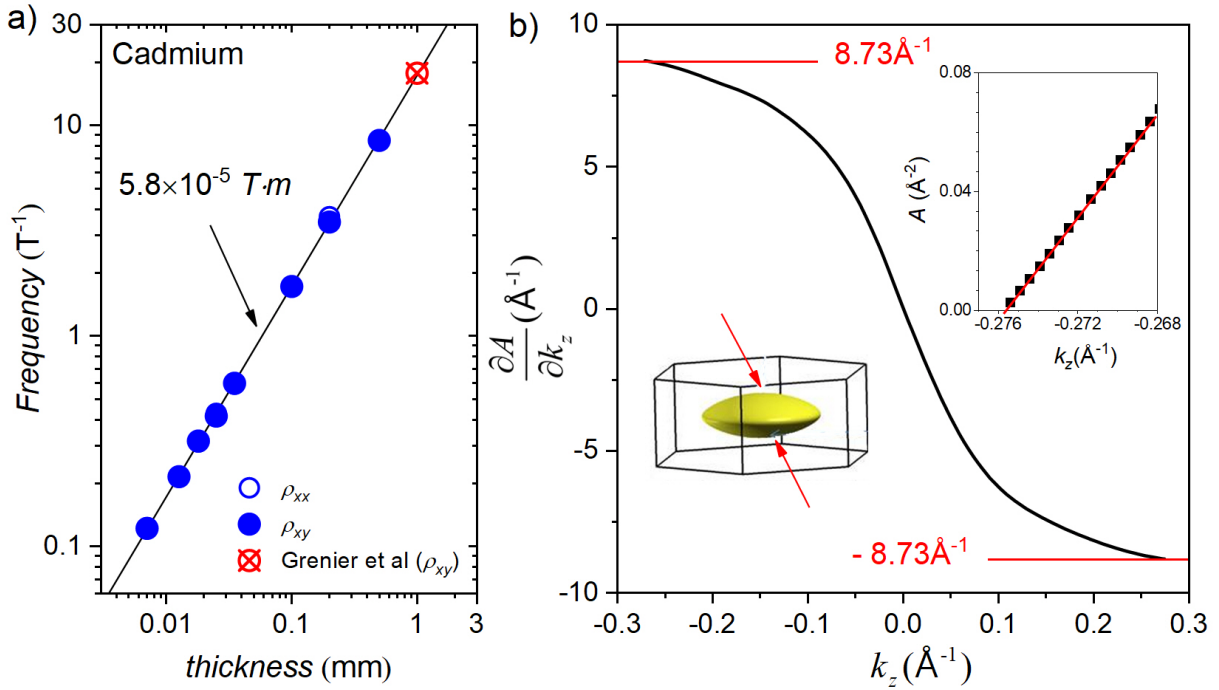 a)
Cadmium
30
10
1
0.1
Frequency (T⁻¹)
5.8×10⁻⁵ T·m
ρxx
ρxy
Grenier et al (ρxy)
0.01
0.1
1
3
thickness (mm)
b)
10
5
0
-5
-10
∂A/∂kz (Å⁻¹)
8.73Å⁻¹
- 8.73Å⁻¹
-0.3
-0.2
-0.1
0.0
0.1
0.2
0.3
kz (Å⁻¹)
0.08
0.04
0.00
A (Å⁻²)
-0.276
-0.272
-0.268
kz(Å⁻¹)